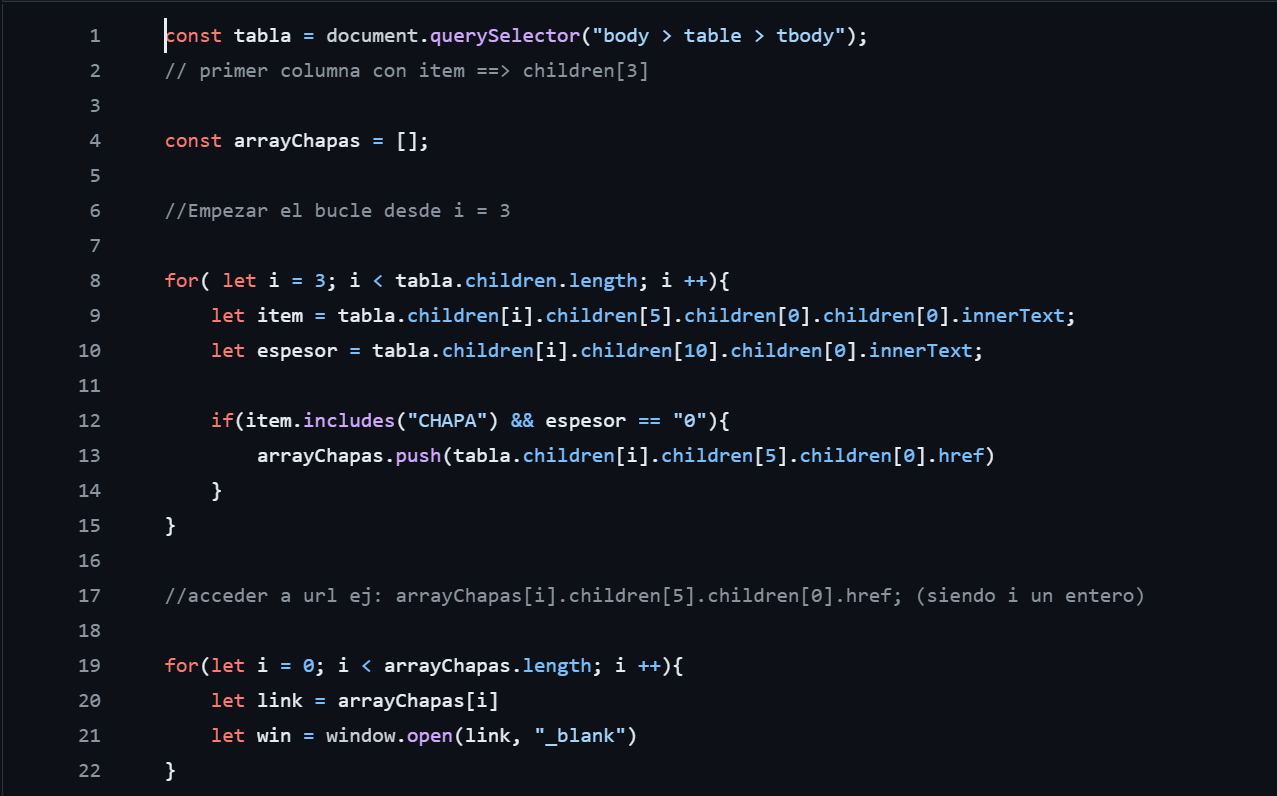 1 const tabla = document.querySelector("body > table > tbody");
2 // primer columna con item ==> children[3]
3
4 const arrayChapas = [];
5
6 //Empezar el bucle desde i = 3
7
8 for( let i = 3; i < tabla.children.length; i ++){
9 let item = tabla.children[i].children[5].children[0].children[0].innerText;
10 let espesor = tabla.children[i].children[10].children[0].innerText;
11
12 if(item.includes("CHAPA") && espesor == "0"){
13 arrayChapas.push(tabla.children[i].children[5].children[0].href)
14 }
15 }
16
17 //acceder a url ej: arrayChapas[i].children[5].children[0].href; (siendo i un entero)
18
19 for(let i = 0; i < arrayChapas.length; i ++){
20 let link = arrayChapas[i]
21 let win = window.open(link, "_blank")
22 }